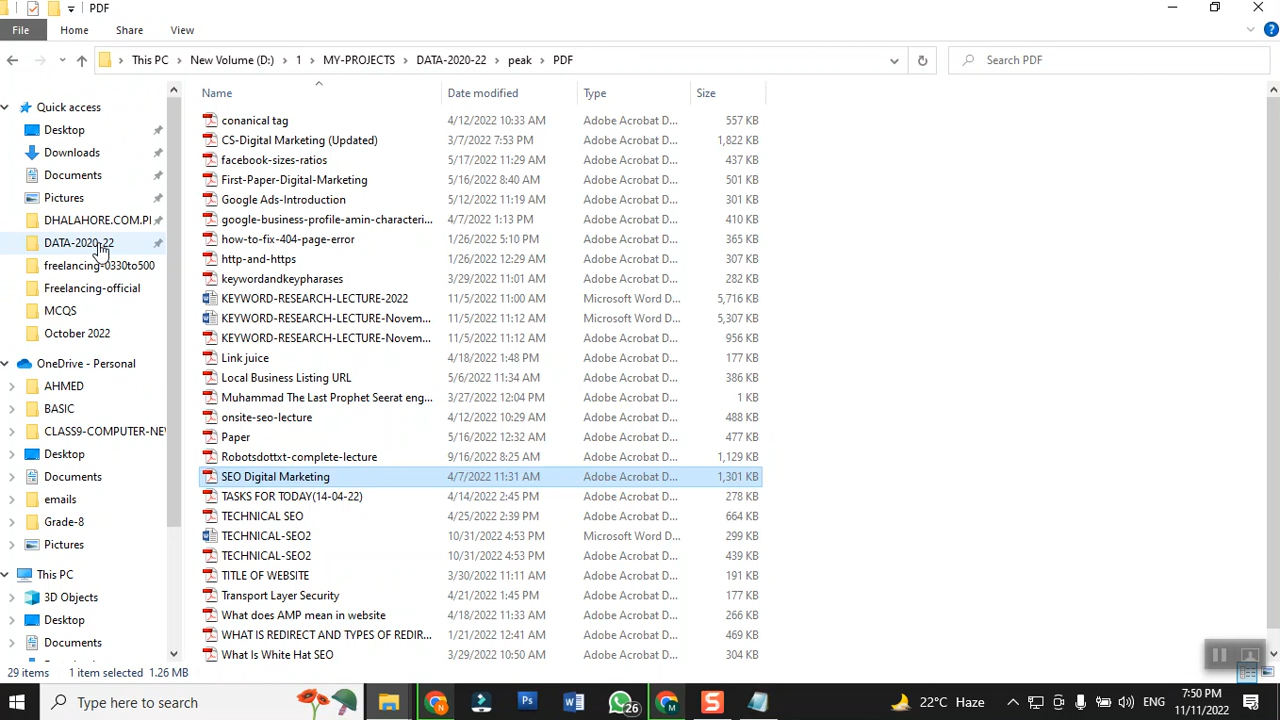 PDF
File Home Share View
This PC New Volume (D:) 1 MY-PROJECTS DATA-2020-22 peak PDF
Search PDF
Name Date modified Type Size
Quick access
Desktop
Downloads
Documents
Pictures
DHALAHORE.COM.P
DATA-2020-22
freelancing-0330to500
Freelancing-official
MCQS
October 2022
OneDrive - Personal
AHMED
BASIC
CLASS9-COMPUTER-NE
Desktop
Documents
emails
Grade-8
Pictures
This PC
3D Objects
Desktop
Documents
conanical tag 4/12/2022 10:33 AM Adobe Acrobat D... 557 KB
CS-Digital Marketing (Updated) 3/7/2022 7:53 PM Adobe Acrobat D... 1,822 KB
facebook-sizes-ratios 5/17/2022 11:29 AM Adobe Acrobat D... 437 KB
First-Paper-Digital-Marketing 5/16/2022 8:40 AM Adobe Acrobat D... 501 KB
Google Ads-Introduction 5/12/2022 11:19 AM Adobe Acrobat D... 301 KB
google-business-profile-amin-characteri... 4/7/2022 1:13 PM Adobe Acrobat D... 410 KB
how-to-fix-404-page-error 1/26/2022 5:10 PM Adobe Acrobat D... 365 KB
http-and-https 1/26/2022 12:29 AM Adobe Acrobat D... 307 KB
keywordandkeypharases 3/29/2022 11:01 AM Adobe Acrobat D... 282 KB
KEYWORD-RESEARCH-LECTURE-2022 11/5/2022 11:00 AM Microsoft Word D... 5,716 KB
KEYWORD-RESEARCH-LECTURE-Novem... 11/5/2022 11:12 AM Microsoft Word D... 5,307 KB
KEYWORD-RESEARCH-LECTURE-Novem... 11/5/2022 11:12 AM Adobe Acrobat D... 956 KB
Link juice 4/18/2022 1:48 PM Adobe Acrobat D... 177 KB
Local Business Listing URL 5/6/2022 11:34 AM Adobe Acrobat D... 386 KB
Muhammad The Last Prophet Seerat eng... 3/27/2022 12:04 PM Adobe Acrobat D... 1 KB
onsite-seo-lecture 4/12/2022 10:29 AM Adobe Acrobat D... 488 KB
Paper 5/16/2022 12:32 AM Adobe Acrobat D... 477 KB
Robotsdottxt-complete-lecture 9/16/2022 8:25 AM Adobe Acrobat D... 1,129 KB
SEO Digital Marketing 4/7/2022 11:31 AM Adobe Acrobat D... 1,301 KB
TASKS FOR TODAY(14-04-22) 4/14/2022 2:45 PM Adobe Acrobat D... 278 KB
TECHNICAL SEO 4/25/2022 2:39 PM Adobe Acrobat D... 664 KB
TECHNICAL-SEO2 10/31/2022 4:53 PM Microsoft Word D... 299 KB
TECHNICAL-SEO2 10/31/2022 4:53 PM Adobe Acrobat D... 439 KB
TITLE OF WEBSITE 3/30/2022 11:11 AM Adobe Acrobat D... 191 KB
Transport Layer Security 4/21/2022 1:45 PM Adobe Acrobat D... 177 KB
What does AMP mean in website 4/18/2022 11:33 AM Adobe Acrobat D... 266 KB
WHAT IS REDIRECT AND TYPES OF REDIR... 1/21/2022 12:41 AM Adobe Acrobat D... 469 KB
What Is White Hat SEO 3/29/2022 10:50 AM Adobe Acrobat D... 304 KB
29 items 1 item selected 1.26 MB
Type here to search
Ps
26
22°C Haze
ENG
7:50 PM
11/11/2022